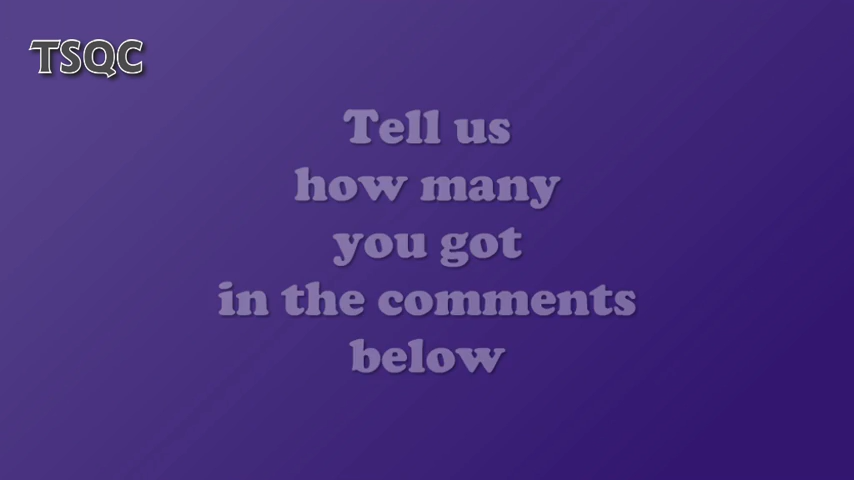 TSQC
Tell us
how many
you got
in the comments
below